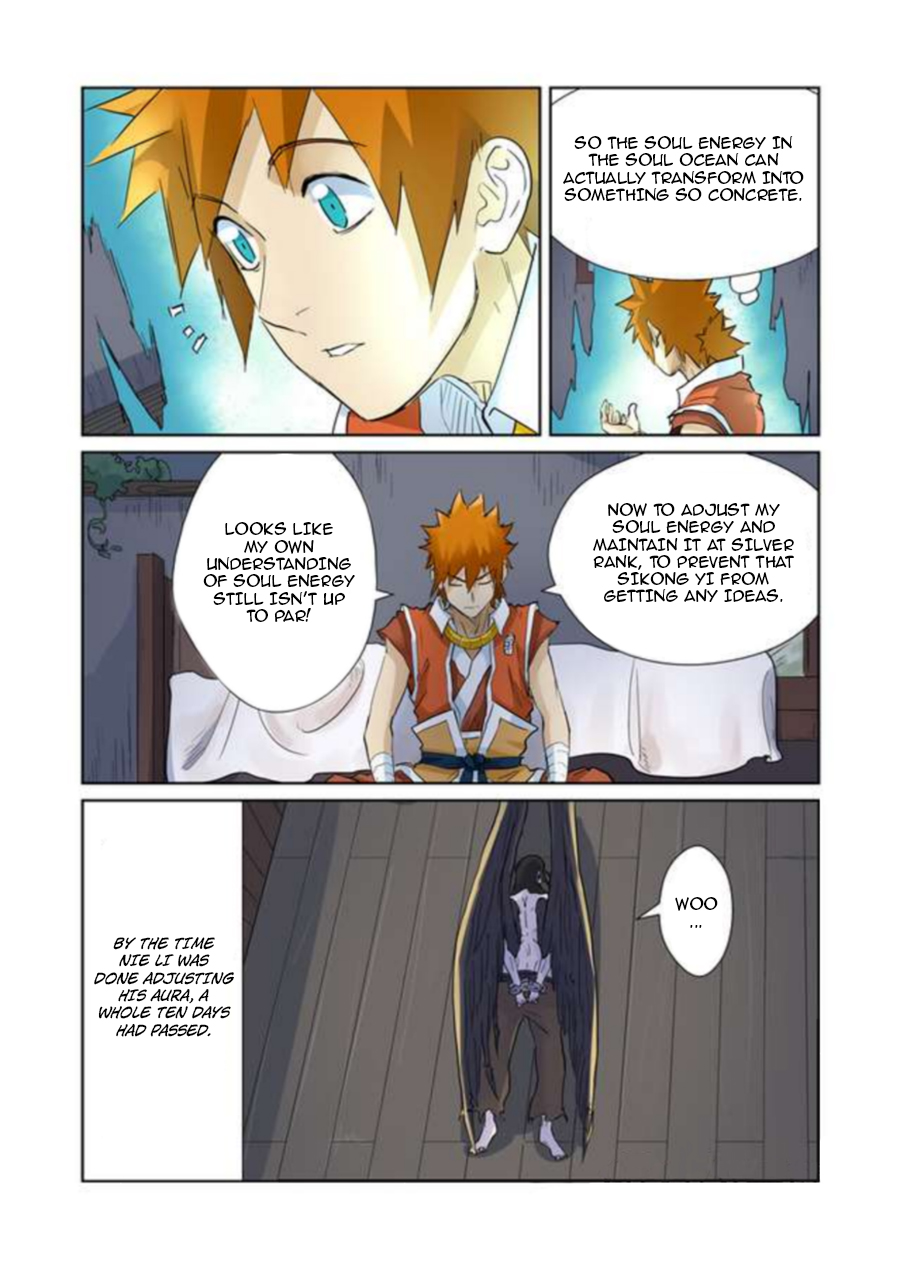 SO THE SOUL ENERGY IN
THE SOUL OCEAN CAN
ACTUALLY TRANSFORM INTO
SOMETHING SO CONCRETE.
LOOKS LIKE
MY OWN
UNDERSTANDING
OF SOUL ENERGY
STILL ISN'T UP
TO PAR!
NOW TO ADJUST MY
SOUL ENERGY AND
MAINTAIN IT AT SILVER
RANK, TO PREVENT THAT
SIKONG YI FROM
GETTING ANY IDEAS.
BY THE TIME
NIE LI WAS
DONE ADJUSTING
HIS AURA, A
WHOLE TEN DAYS
HAD PASSED.
WOO
...